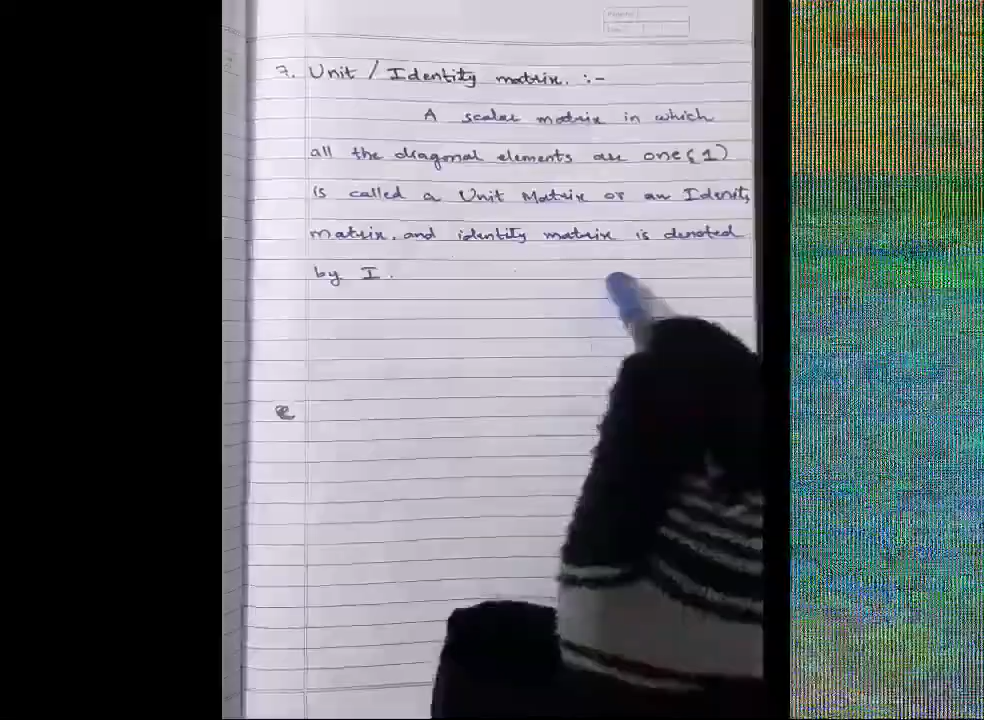 7. Unit / Identity matrix. :-
A scalar matrix in which
all the diagonal elements are one(1)
is called a Unit Matrix or an Idenity
matrix. and identity matrix is denoted
by I.